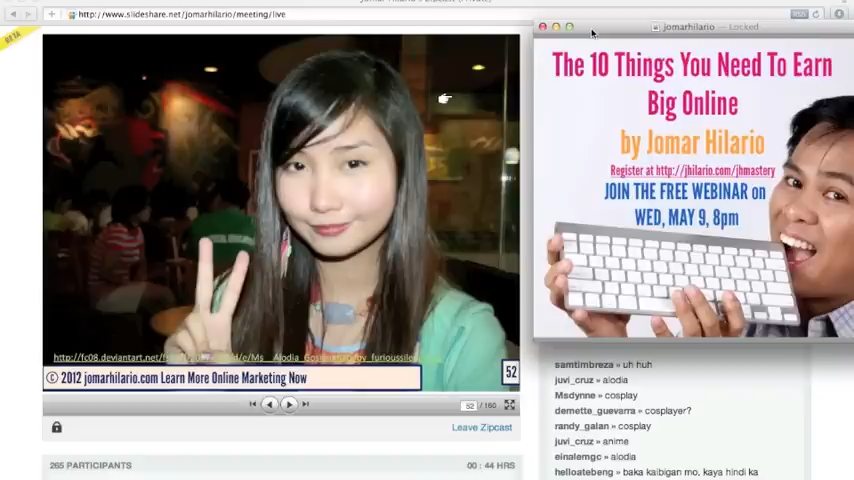 http://www.slideshare.net/jomarhilario/meeting/live
RSS
BETA
jomarhilario — Locked
The 10 Things You Need To Earn
Big Online
by Jomar Hilario
Register at http://jhilario.com/jhmastery
JOIN THE FREE WEBINAR on
WED, MAY 9, 8pm
© 2012 jomarhilario.com Learn More Online Marketing Now
52
52 / 160
Leave Zipcast
265 PARTICIPANTS
00 : 44 HRS
samtimbreza » uh huh
juvi_cruz » alodia
Msdynne » cosplay
demette_guevarra » cosplayer?
randy_galan » cosplay
juvi_cruz » anime
einalemgc » alodia
helloatebeng » baka kaibigan mo, kaya hindi ka